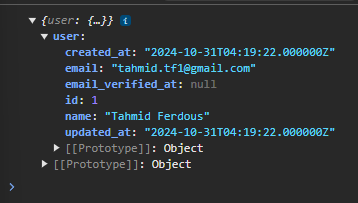 ▼ {user: {…}} i
▼ user:
created_at: "2024-10-31T04:19:22.000000Z"
email: "tahmid.tf1@gmail.com"
email_verified_at: null
id: 1
name: "Tahmid Ferdous"
updated_at: "2024-10-31T04:19:22.000000Z"
▶ [[Prototype]]: Object
▶ [[Prototype]]: Object
>